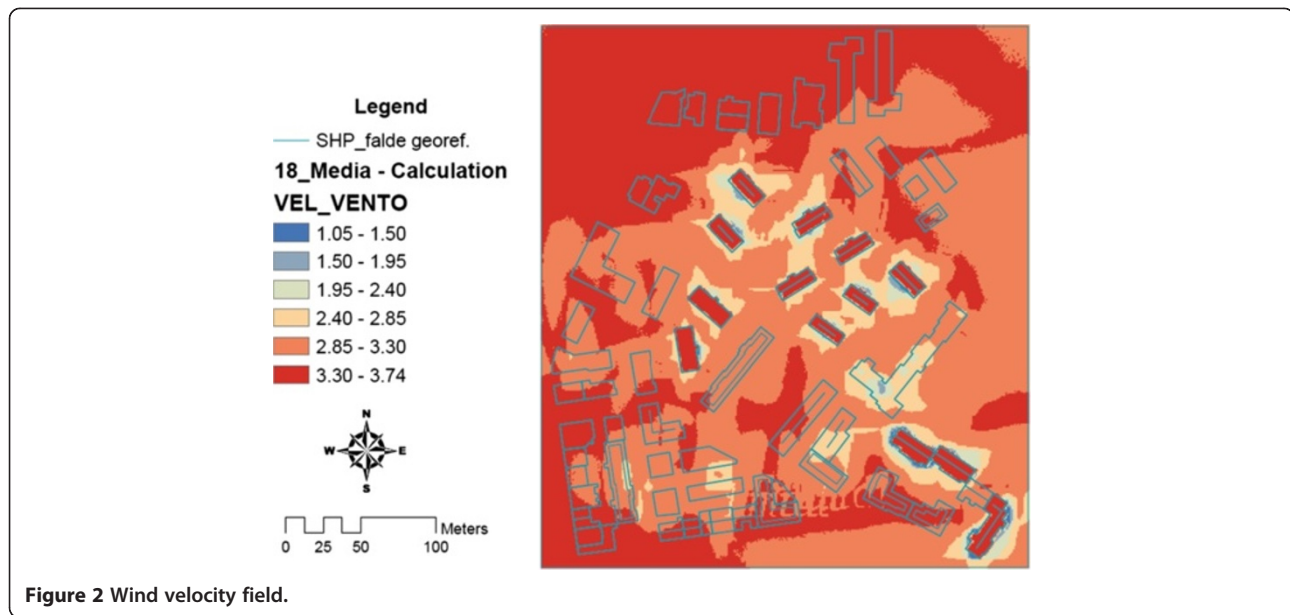 Legend
SHP_falde georef.
18_Media - Calculation
VEL_VENTO
1.05 - 1.50
1.50 - 1.95
1.95 - 2.40
2.40 - 2.85
2.85 - 3.30
3.30 - 3.74
N
W E
S
Meters
0 25 50 100
Figure 2 Wind velocity field.